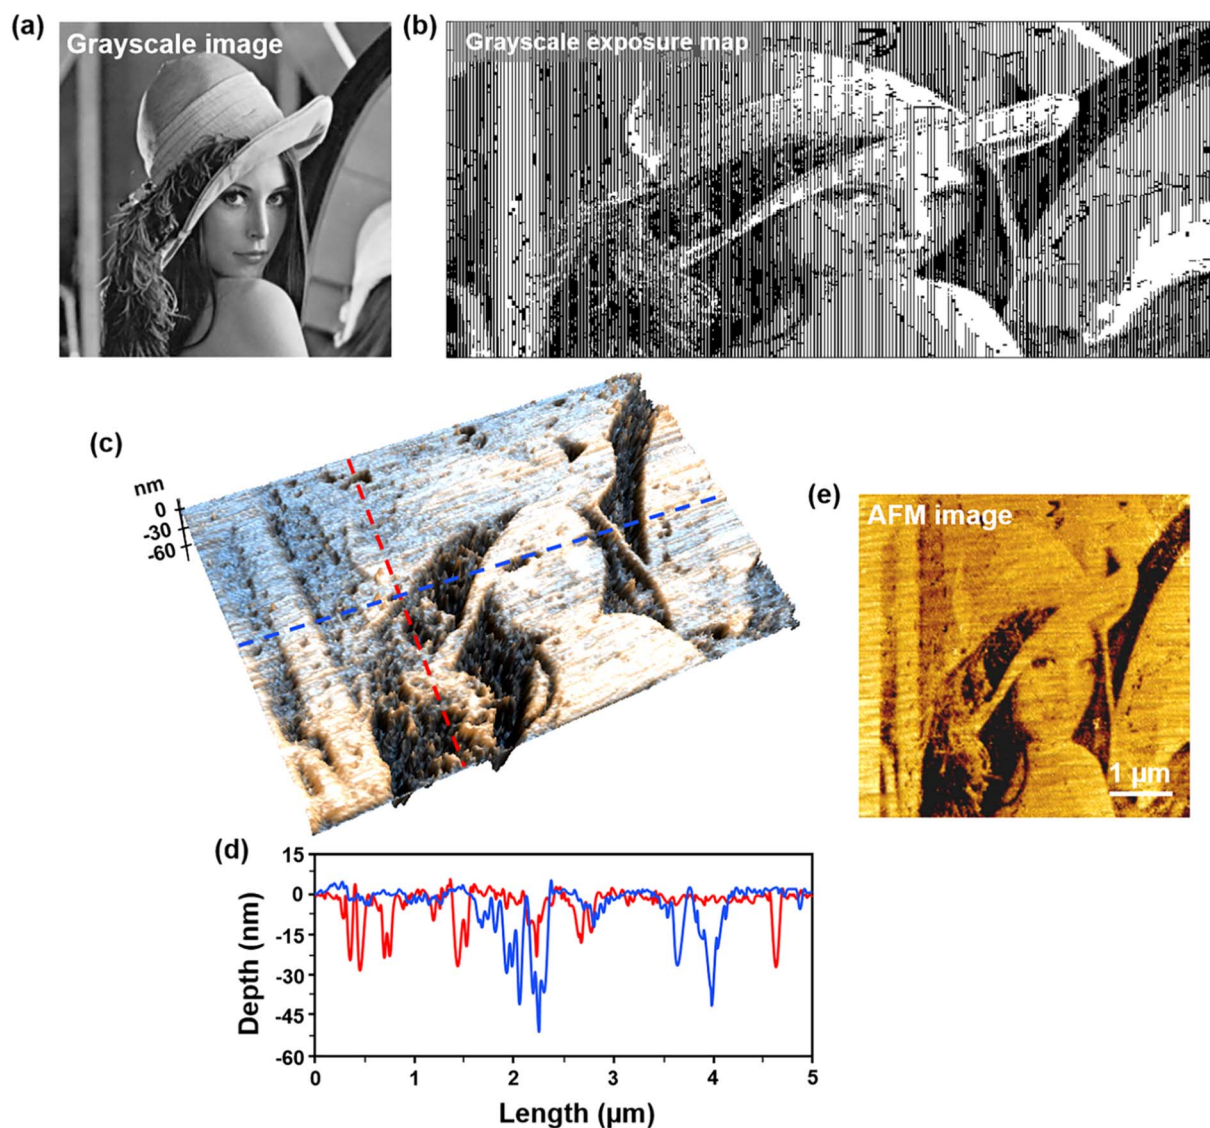 (a)
Grayscale image
(b)
Grayscale exposure map
(c)
nm
0
-30
-60
(e)
AFM image
1 µm
(d)
15
0
-15
-30
-45
-60
Depth (nm)
0 1 2 3 4 5
Length (µm)